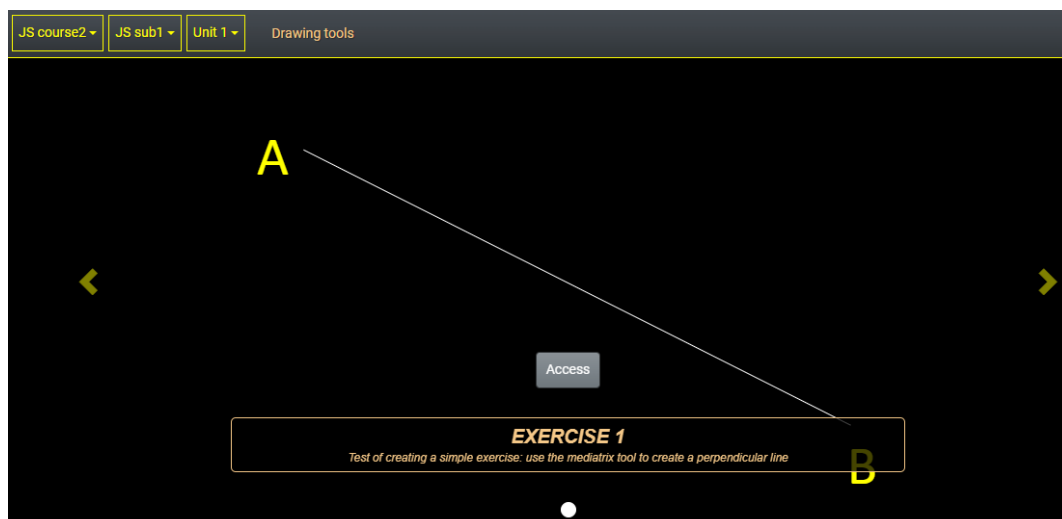 JS course2 JS sub1 Unit 1 Drawing tools
A
Access
EXERCISE 1
Test of creating a simple exercise: use the mediatrix tool to create a perpendicular line
B